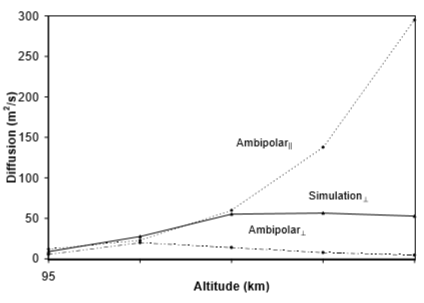 300
250
200
150
100
50
0
Diffusion (m²/s)
Ambipolar||
Simulation⊥
Ambipolar⊥
95
Altitude (km)